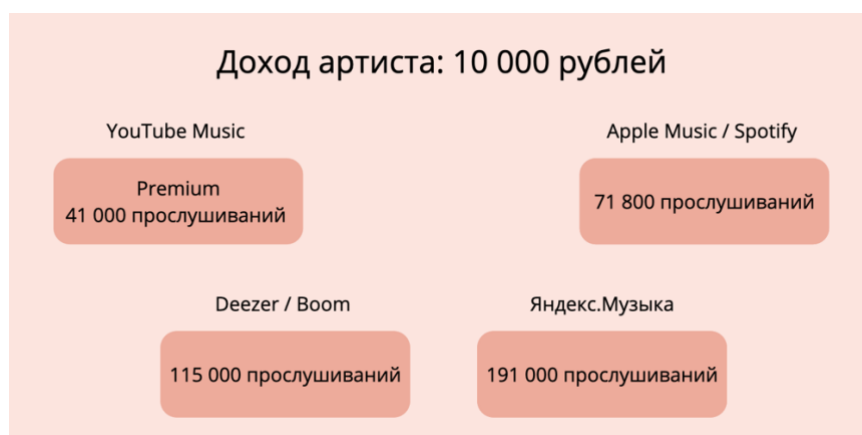 Доход артиста: 10 000 рублей
YouTube Music
Premium
41 000 прослушиваний
Apple Music / Spotify
71 800 прослушиваний
Deezer / Boom
115 000 прослушиваний
Яндекс.Музыка
191 000 прослушиваний